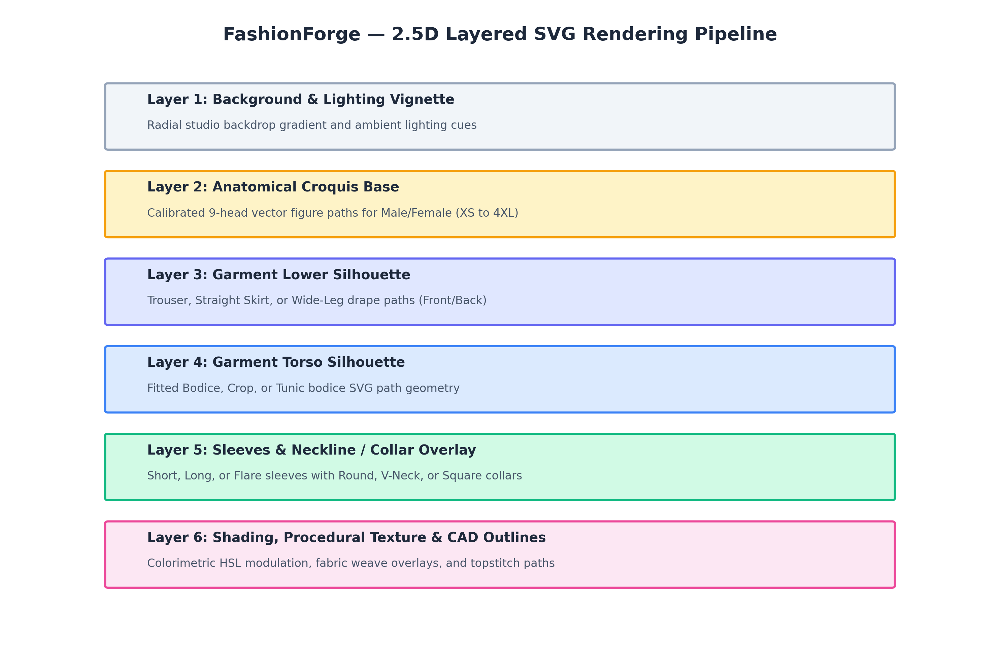 FashionForge — 2.5D Layered SVG Rendering Pipeline
Layer 1: Background & Lighting Vignette
Radial studio backdrop gradient and ambient lighting cues
Layer 2: Anatomical Croquis Base
Calibrated 9-head vector figure paths for Male/Female (XS to 4XL)
Layer 3: Garment Lower Silhouette
Trouser, Straight Skirt, or Wide-Leg drape paths (Front/Back)
Layer 4: Garment Torso Silhouette
Fitted Bodice, Crop, or Tunic bodice SVG path geometry
Layer 5: Sleeves & Neckline / Collar Overlay
Short, Long, or Flare sleeves with Round, V-Neck, or Square collars
Layer 6: Shading, Procedural Texture & CAD Outlines
Colorimetric HSL modulation, fabric weave overlays, and topstitch paths